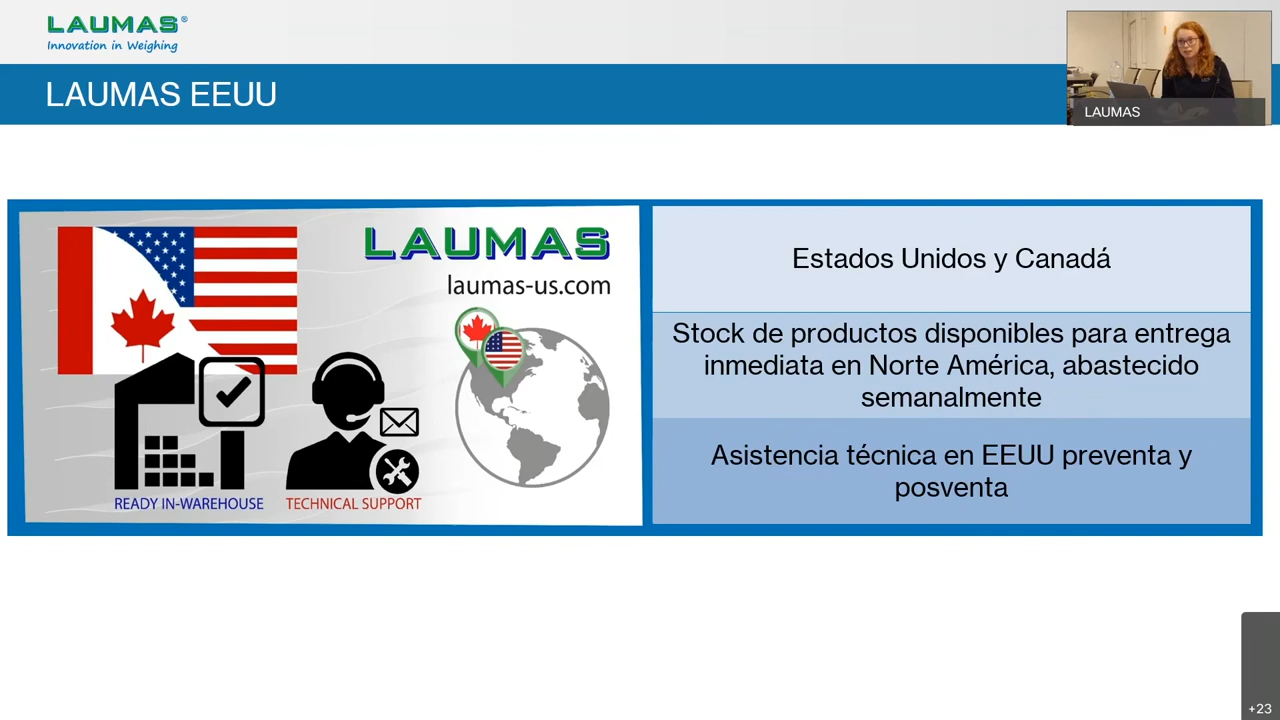 LAUMAS®
Innovation in Weighing
LAUMAS EEUU
LAUMAS
LAUMAS
laumas-us.com
READY IN-WAREHOUSE
TECHNICAL SUPPORT
Estados Unidos y Canadá
Stock de productos disponibles para entrega
inmediata en Norte América, abastecido
semanalmente
Asistencia técnica en EEUU preventa y
posventa
+23